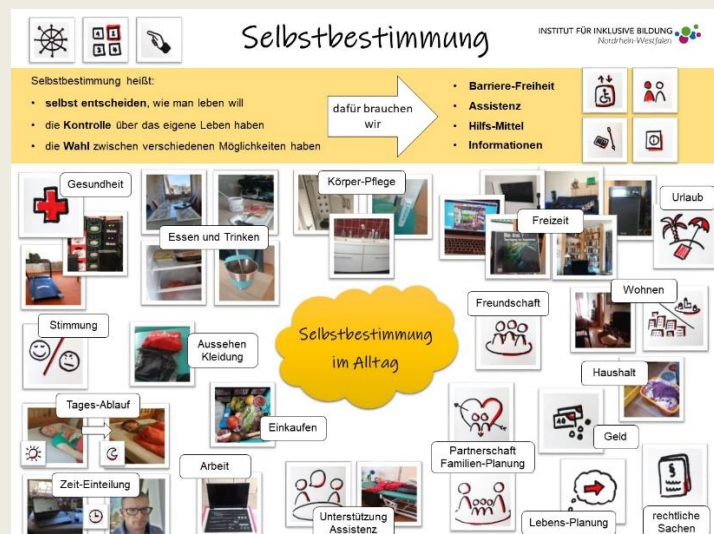 Selbstbestimmung
INSTITUT FÜR INKLUSIVE BILDUNG
Nordrhein-Westfalen
Selbstbestimmung heißt:
• selbst entscheiden, wie man leben will
• die Kontrolle über das eigene Leben haben
• die Wahl zwischen verschiedenen Möglichkeiten haben
dafür brauchen
wir
• Barriere-Freiheit
• Assistenz
• Hilfs-Mittel
• Informationen
Gesundheit
Essen und Trinken
Körper-Pflege
Freizeit
Urlaub
Stimmung
Aussehen
Kleidung
Selbstbestimmung
im Alltag
Freundschaft
Wohnen
Haushalt
Tages-Ablauf
Einkaufen
Partnerschaft
Familien-Planung
Geld
Zeit-Einteilung
Arbeit
Unterstützung
Assistenz
Lebens-Planung
§
rechtliche
Sachen